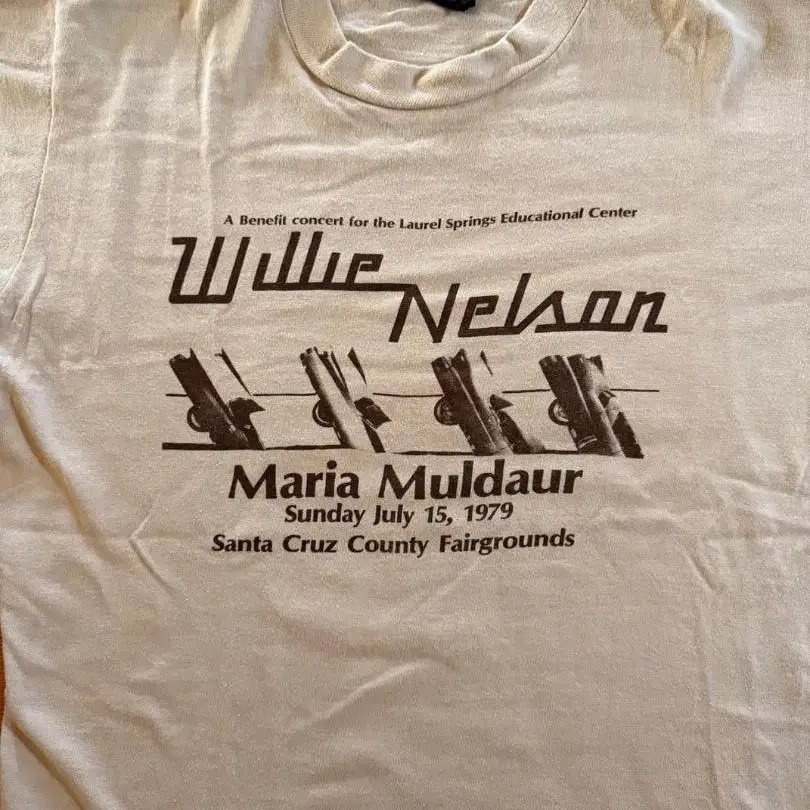 A Benefit concert for the Laurel Springs Educational Center
Willie
Nelson
Maria Muldaur
Sunday July 15, 1979
Santa Cruz County Fairgrounds